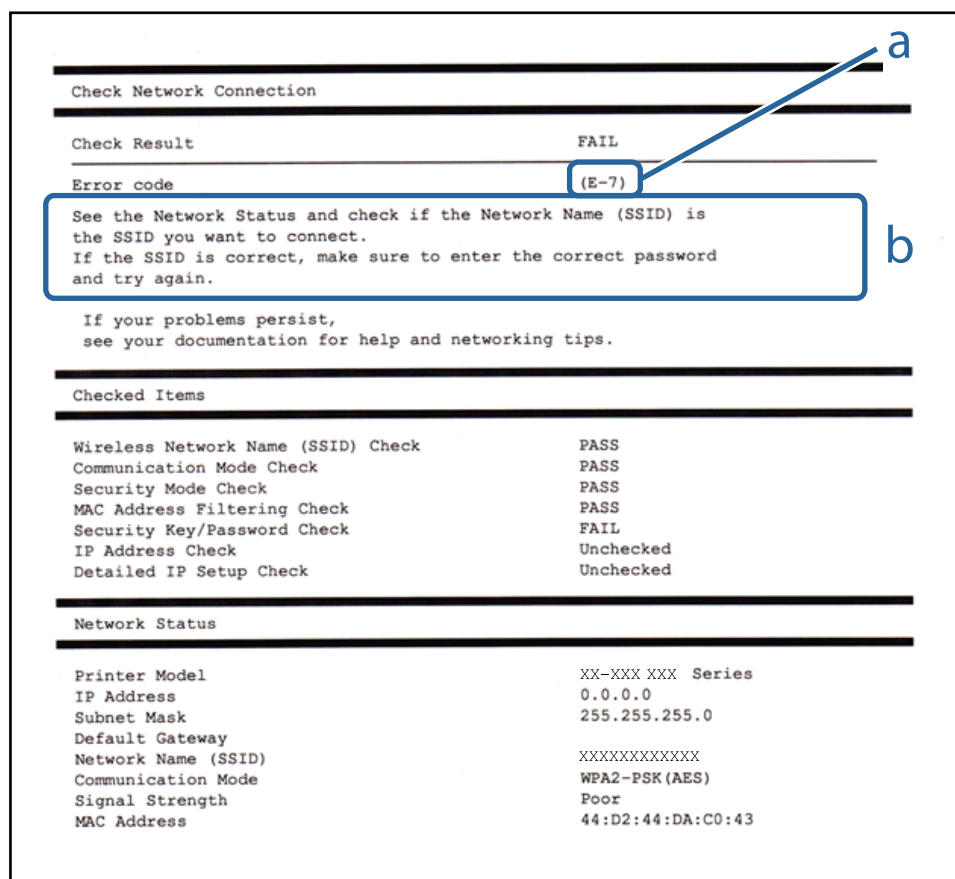 a
Check Network Connection
Check Result FAIL
Error code (E-7)
See the Network Status and check if the Network Name (SSID) is
the SSID you want to connect.
If the SSID is correct, make sure to enter the correct password
and try again.
b
If your problems persist,
see your documentation for help and networking tips.
Checked Items
Wireless Network Name (SSID) Check PASS
Communication Mode Check PASS
Security Mode Check PASS
MAC Address Filtering Check PASS
Security Key/Password Check FAIL
IP Address Check Unchecked
Detailed IP Setup Check Unchecked
Network Status
Printer Model XX-XXX XXX Series
IP Address 0.0.0.0
Subnet Mask 255.255.255.0
Default Gateway
Network Name (SSID) XXXXXXXXXXXX
Communication Mode WPA2-PSK(AES)
Signal Strength Poor
MAC Address 44:D2:44:DA:C0:43